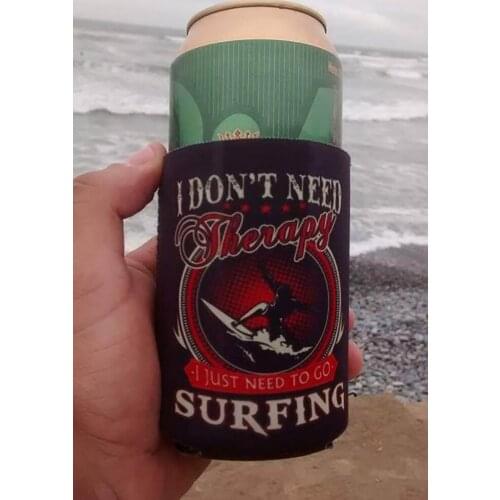 I DON'T NEED
Therapy
I JUST NEED TO GO
SURFING